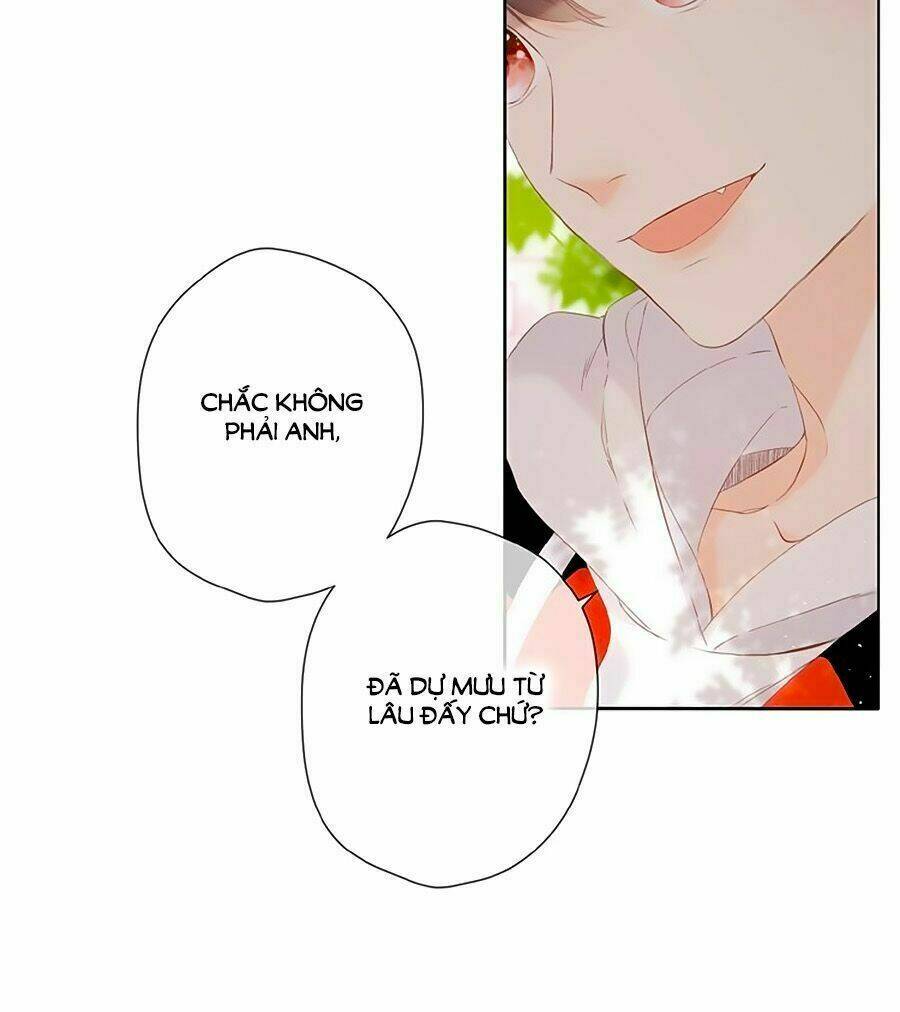 CHẮC KHÔNG
PHẢI ANH,
ĐÃ DỰ MƯU TỪ
LÂU ĐẤY CHỨ?